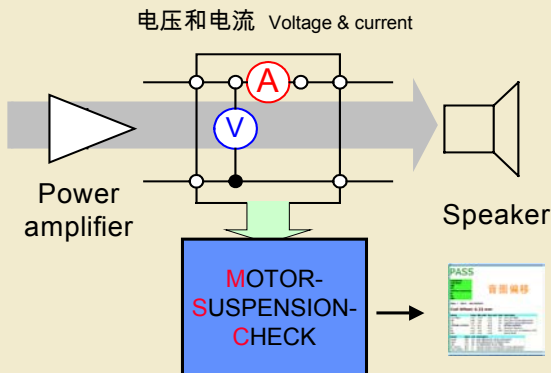 电压和电流 Voltage & current
A
V
Power
amplifier
Speaker
MOTOR-
SUSPENSION-
CHECK
PASS
音圈偏移